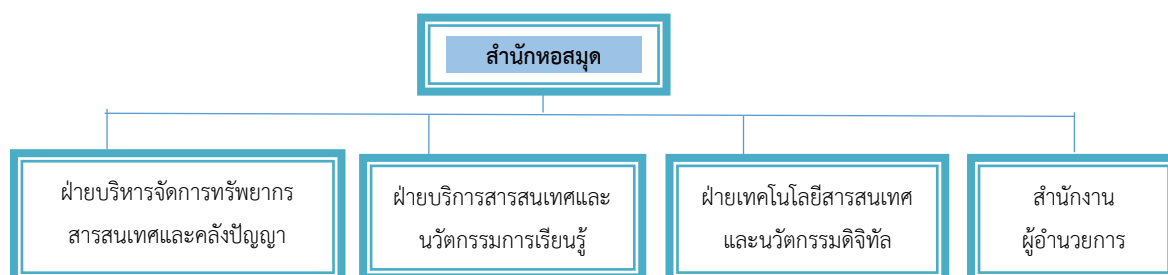 สำนักหอสมุด
ฝ่ายบริหารจัดการทรัพยากร
สารสนเทศและคลังปัญญา
ฝ่ายบริการสารสนเทศและ
นวัตกรรมการเรียนรู้
ฝ่ายเทคโนโลยีสารสนเทศ
และนวัตกรรมดิจิทัล
สำนักงาน
ผู้อำนวยการ